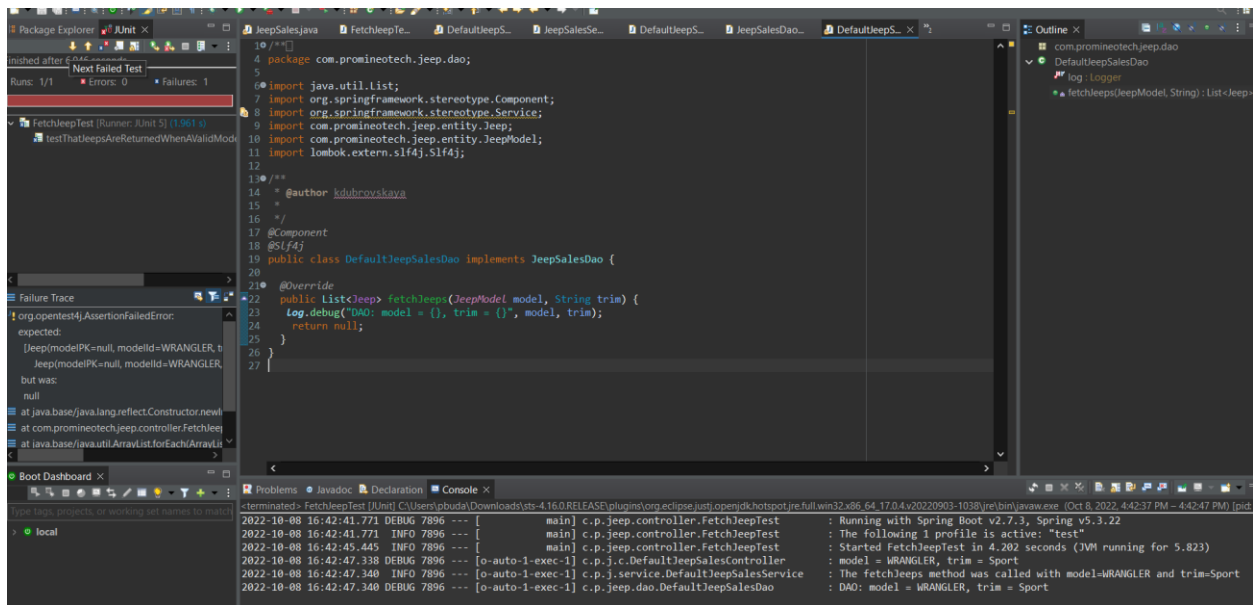 Package Explorer JUnit
Finished after 6.046 seconds
Next Failed Test
Runs: 1/1 Errors: 0 Failures: 1
FetchJeepTest [Runner: JUnit 5] (1.961 s)
testThatJeepsAreReturnedWhenAValidMode
Failure Trace
org.opentest4j.AssertionFailedError:
expected:
[Jeep(modelPK=null, modelId=WRANGLER, t
Jeep(modelPK=null, modelId=WRANGLER,
but was:
null
at java.base/java.lang.reflect.Constructor.newI
at com.promineotech.jeep.controller.FetchJeep
at java.base/java.util.ArrayList.forEach(ArrayLis
Boot Dashboard
Type tags, projects, or working set names to match
local
JeepSales.java FetchJeepTe... DefaultJeepS... JeepSalesSe... DefaultJeepS... JeepSalesDao... DefaultJeepS...
1 /**
4 package com.promineotech.jeep.dao;
5
6 import java.util.List;
7 import org.springframework.stereotype.Component;
8 import org.springframework.stereotype.Service;
9 import com.promineotech.jeep.entity.Jeep;
10 import com.promineotech.jeep.entity.JeepModel;
11 import lombok.extern.slf4j.Slf4j;
12
13 /**
14 * @author kdubrovskaya
15 *
16 */
17 @Component
18 @Slf4j
19 public class DefaultJeepSalesDao implements JeepSalesDao {
20
21 @Override
22 public List<Jeep> fetchJeeps(JeepModel model, String trim) {
23 log.debug("DAO: model = {}, trim = {}", model, trim);
24 return null;
25 }
26 }
27
Outline
com.promineotech.jeep.dao
DefaultJeepSalesDao
log : Logger
fetchJeeps(JeepModel, String) : List<Jeep>
Problems Javadoc Declaration Console
<terminated> FetchJeepTest [JUnit] C:\Users\pbuda\Downloads\sts-4.16.0.RELEASE\plugins\org.eclipse.justj.openjdk.hotspot.jre.full.win32.x86_64_17.0.4.v20220903-1038\jre\bin\javaw.exe (Oct 8, 2022, 4:42:37 PM – 4:42:47 PM) [pid:
2022-10-08 16:42:41.771 DEBUG 7896 --- [ main] c.p.jeep.controller.FetchJeepTest : Running with Spring Boot v2.7.3, Spring v5.3.22
2022-10-08 16:42:41.771 INFO 7896 --- [ main] c.p.jeep.controller.FetchJeepTest : The following 1 profile is active: "test"
2022-10-08 16:42:45.445 INFO 7896 --- [ main] c.p.jeep.controller.FetchJeepTest : Started FetchJeepTest in 4.202 seconds (JVM running for 5.823)
2022-10-08 16:42:47.338 DEBUG 7896 --- [o-auto-1-exec-1] c.p.j.c.DefaultJeepSalesController : model = WRANGLER, trim = Sport
2022-10-08 16:42:47.340 INFO 7896 --- [o-auto-1-exec-1] c.p.j.service.DefaultJeepSalesService : The fetchJeeps method was called with model=WRANGLER and trim=Sport
2022-10-08 16:42:47.340 DEBUG 7896 --- [o-auto-1-exec-1] c.p.jeep.dao.DefaultJeepSalesDao : DAO: model = WRANGLER, trim = Sport